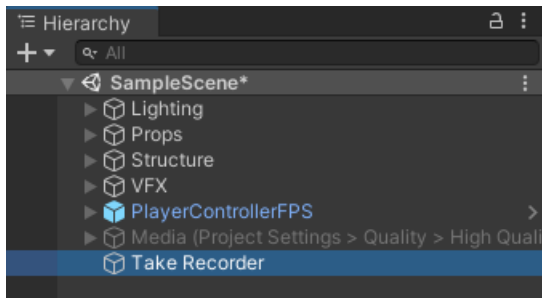 Hierarchy
All
SampleScene*
Lighting
Props
Structure
VFX
PlayerControllerFPS
Media (Project Settings > Quality > High Quali
Take Recorder